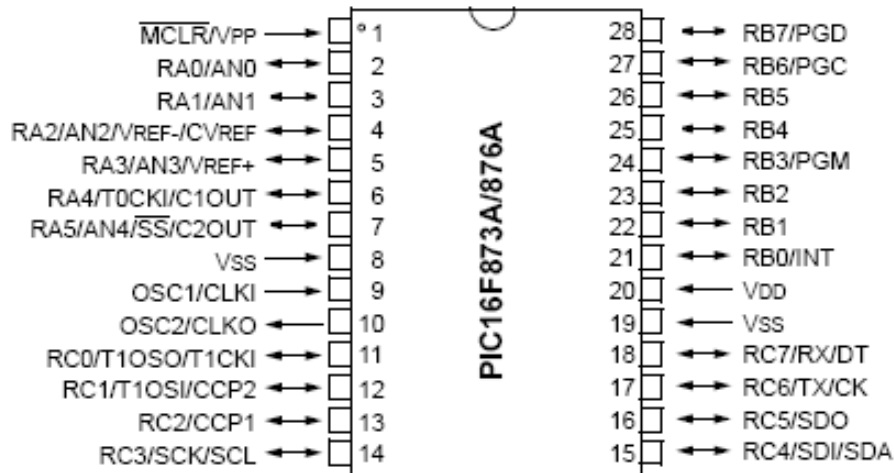 MCLR/VPP 1 28 RB7/PGD
RA0/AN0 2 27 RB6/PGC
RA1/AN1 3 26 RB5
RA2/AN2/VREF-/CVREF 4 25 RB4
RA3/AN3/VREF+ 5 24 RB3/PGM
RA4/T0CKI/C1OUT 6 23 RB2
RA5/AN4/SS/C2OUT 7 22 RB1
VSS 8 21 RB0/INT
OSC1/CLKI 9 20 VDD
OSC2/CLKO 10 19 VSS
RC0/T1OSO/T1CKI 11 18 RC7/RX/DT
RC1/T1OSI/CCP2 12 17 RC6/TX/CK
RC2/CCP1 13 16 RC5/SDO
RC3/SCK/SCL 14 15 RC4/SDI/SDA
PIC16F873A/876A